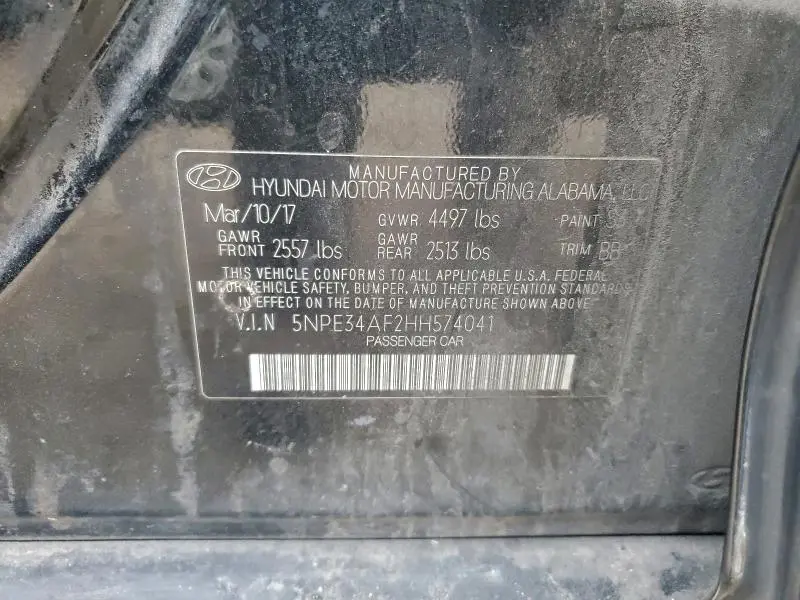 MANUFACTURED BY
HYUNDAI MOTOR MANUFACTURING ALABAMA, LLC
Mar/10/17 GVWR 4497 lbs PAINT
GAWR FRONT 2557 lbs GAWR REAR 2513 lbs TRIM BB
THIS VEHICLE CONFORMS TO ALL APPLICABLE U.S.A. FEDERAL
MOTOR VEHICLE SAFETY, BUMPER, AND THEFT PREVENTION STANDARDS
IN EFFECT ON THE DATE OF MANUFACTURE SHOWN ABOVE
V.I.N 5NPE34AF2HH574041
PASSENGER CAR